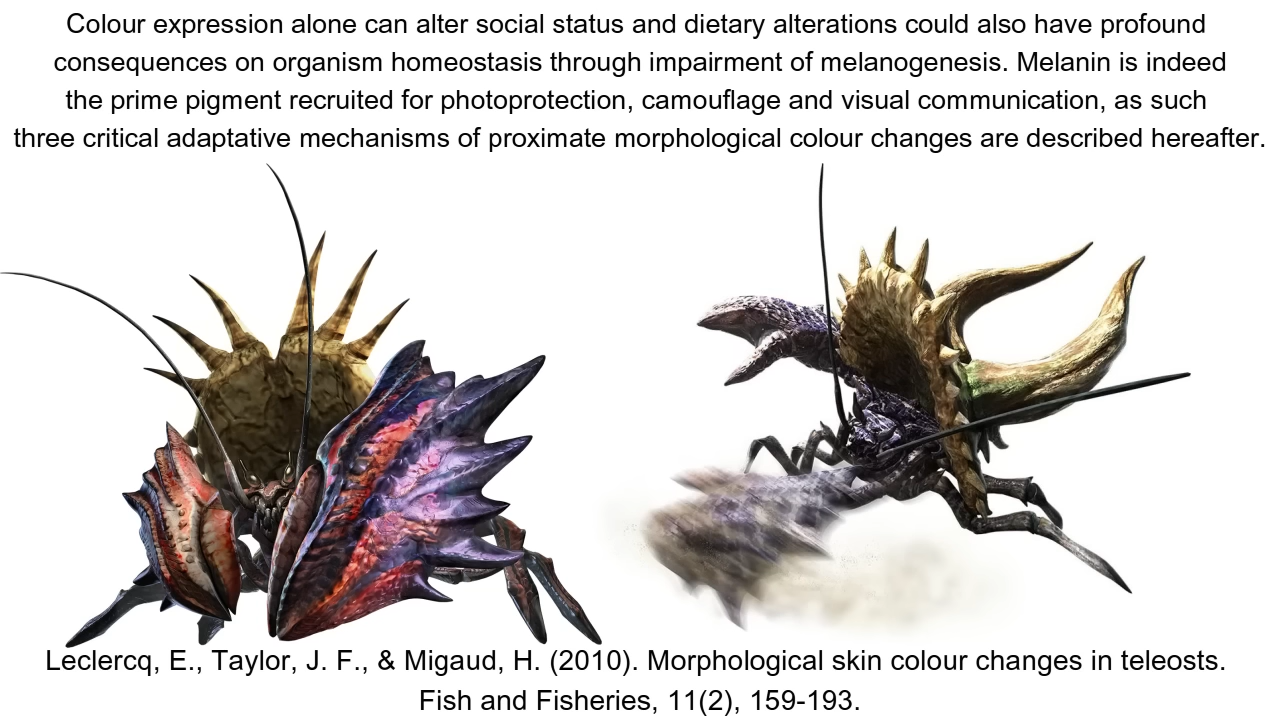 Colour expression alone can alter social status and dietary alterations could also have profound
consequences on organism homeostasis through impairment of melanogenesis. Melanin is indeed
the prime pigment recruited for photoprotection, camouflage and visual communication, as such
three critical adaptative mechanisms of proximate morphological colour changes are described hereafter.
Leclercq, E., Taylor, J. F., & Migaud, H. (2010). Morphological skin colour changes in teleosts.
Fish and Fisheries, 11(2), 159-193.